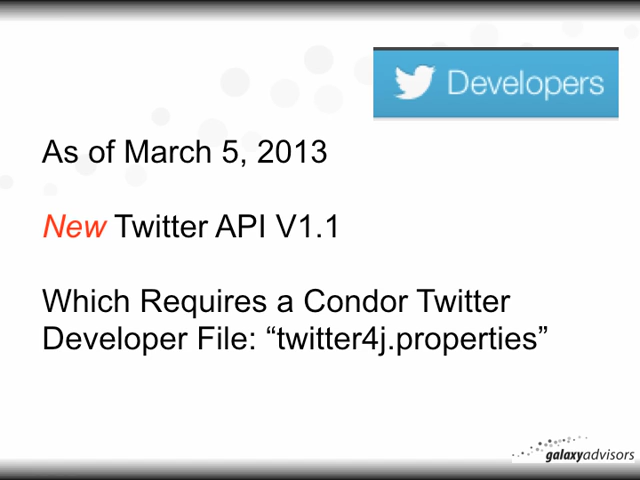 Developers
As of March 5, 2013
New Twitter API V1.1
Which Requires a Condor Twitter
Developer File: “twitter4j.properties”
galaxyadvisors